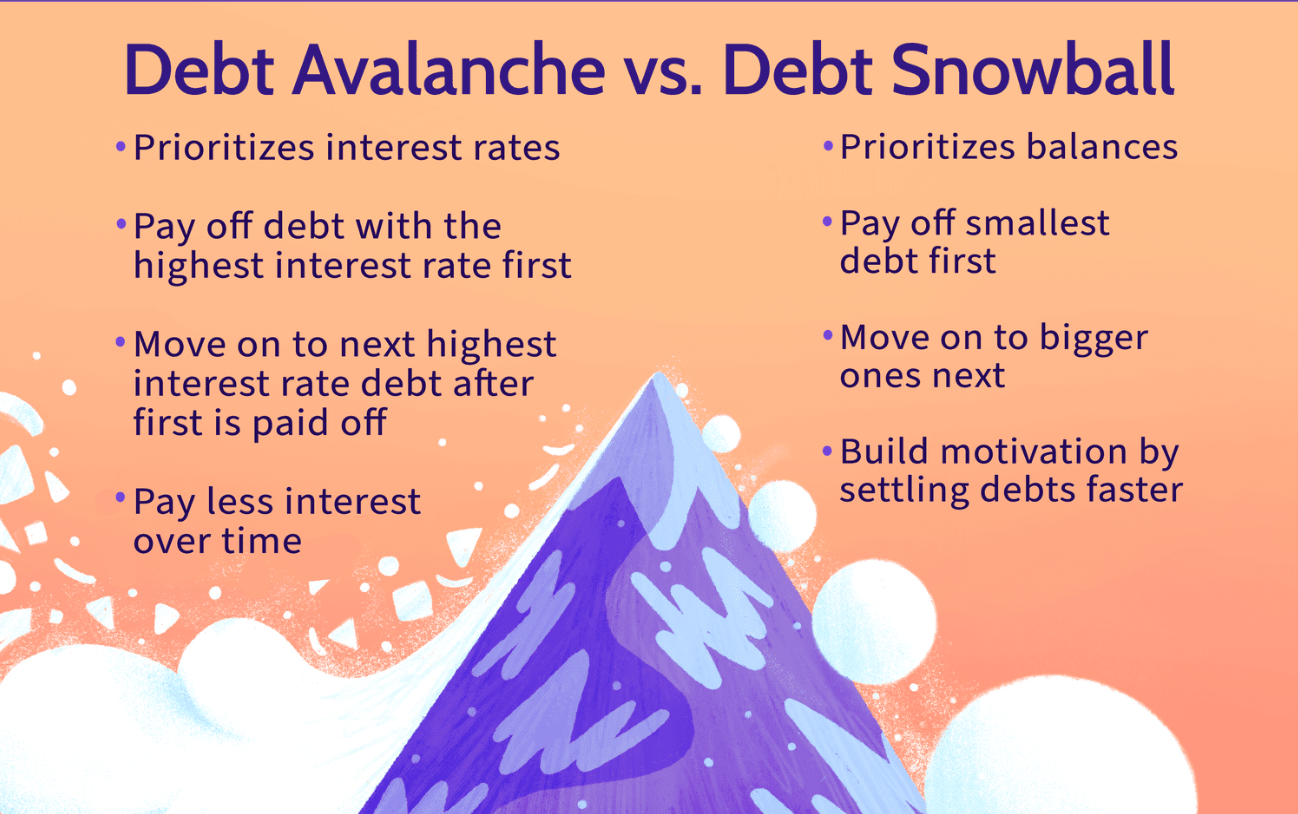 Debt Avalanche vs. Debt Snowball
•Prioritizes interest rates
•Pay off debt with the
highest interest rate first
•Move on to next highest
interest rate debt after
first is paid off
•Pay less interest
over time
•Prioritizes balances
•Pay off smallest
debt first
•Move on to bigger
ones next
•Build motivation by
settling debts faster